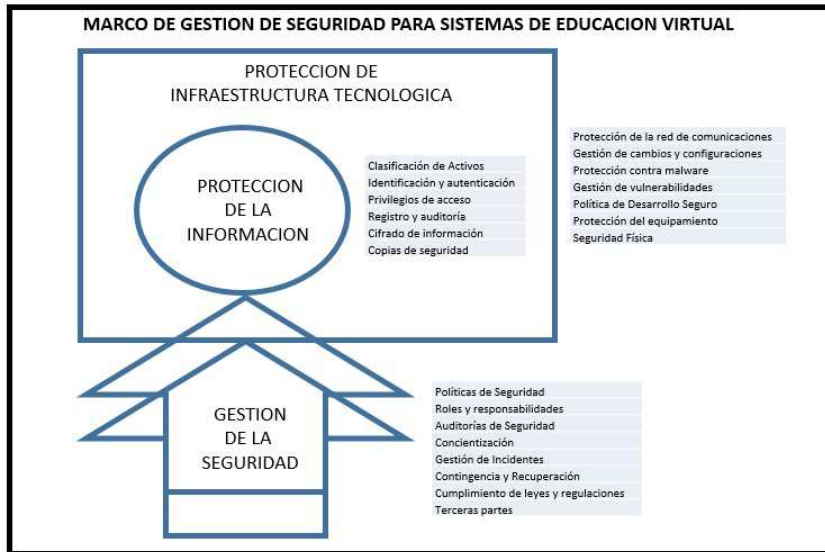 MARCO DE GESTION DE SEGURIDAD PARA SISTEMAS DE EDUCACION VIRTUAL
PROTECCION DE
INFRAESTRUCTURA TECNOLOGICA
PROTECCION
DE LA
INFORMACION
Clasificación de Activos
Identificación y autenticación
Privilegios de acceso
Registro y auditoría
Cifrado de información
Copias de seguridad
Protección de la red de comunicaciones
Gestión de cambios y configuraciones
Protección contra malware
Gestión de vulnerabilidades
Política de Desarrollo Seguro
Protección del equipamiento
Seguridad Física
GESTION
DE LA
SEGURIDAD
Políticas de Seguridad
Roles y responsabilidades
Auditorías de Seguridad
Concientización
Gestión de Incidentes
Contingencia y Recuperación
Cumplimiento de leyes y regulaciones
Terceras partes